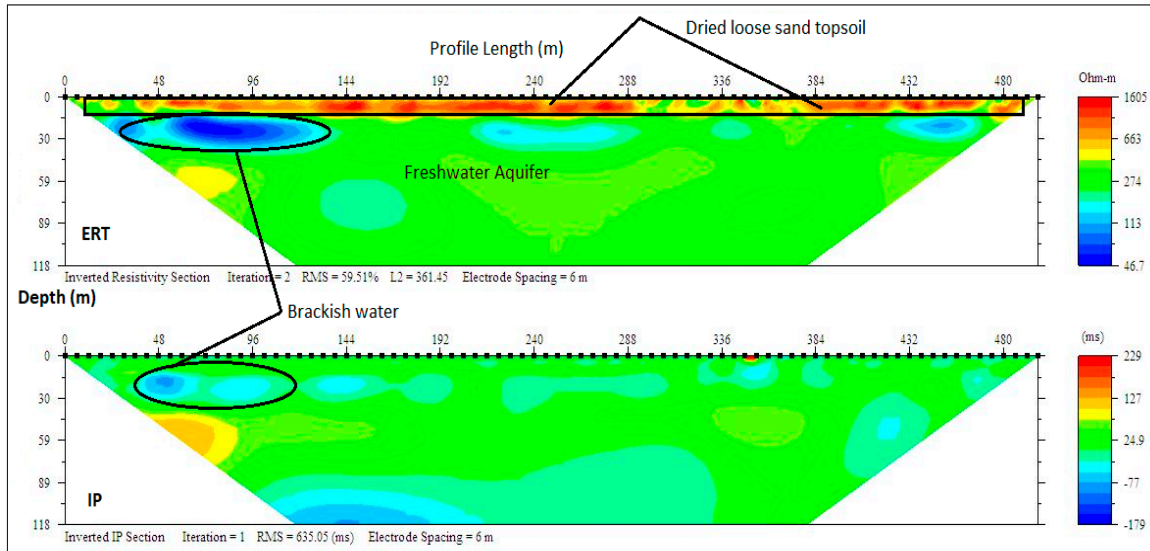 Dried loose sand topsoil
Profile Length (m)
0 48 96 144 192 240 288 336 384 432 480
Ohm-m
0
30
59
89
118
1605
663
274
113
46.7
Freshwater Aquifer
ERT
Inverted Resistivity Section Iteration = 2 RMS = 59.51% L2 = 361.45 Electrode Spacing = 6 m
Depth (m)
Brackish water
0 48 96 144 192 240 288 336 384 432 480
(ms)
0
30
59
89
118
229
127
24.9
-77
-179
IP
Inverted IP Section Iteration = 1 RMS = 635.05 (ms) Electrode Spacing = 6 m